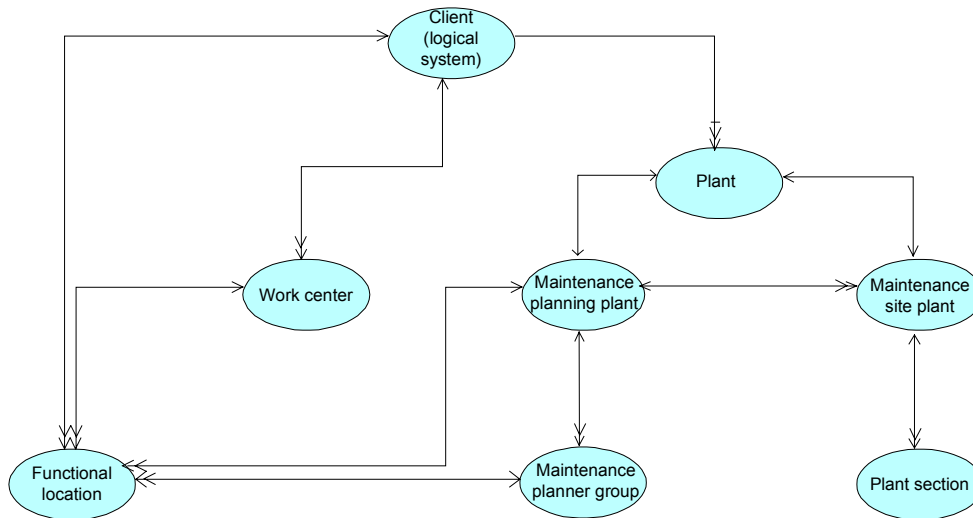 Client
(logical
system)
Plant
Work center
Maintenance
planning plant
Maintenance
site plant
Functional
location
Maintenance
planner group
Plant section